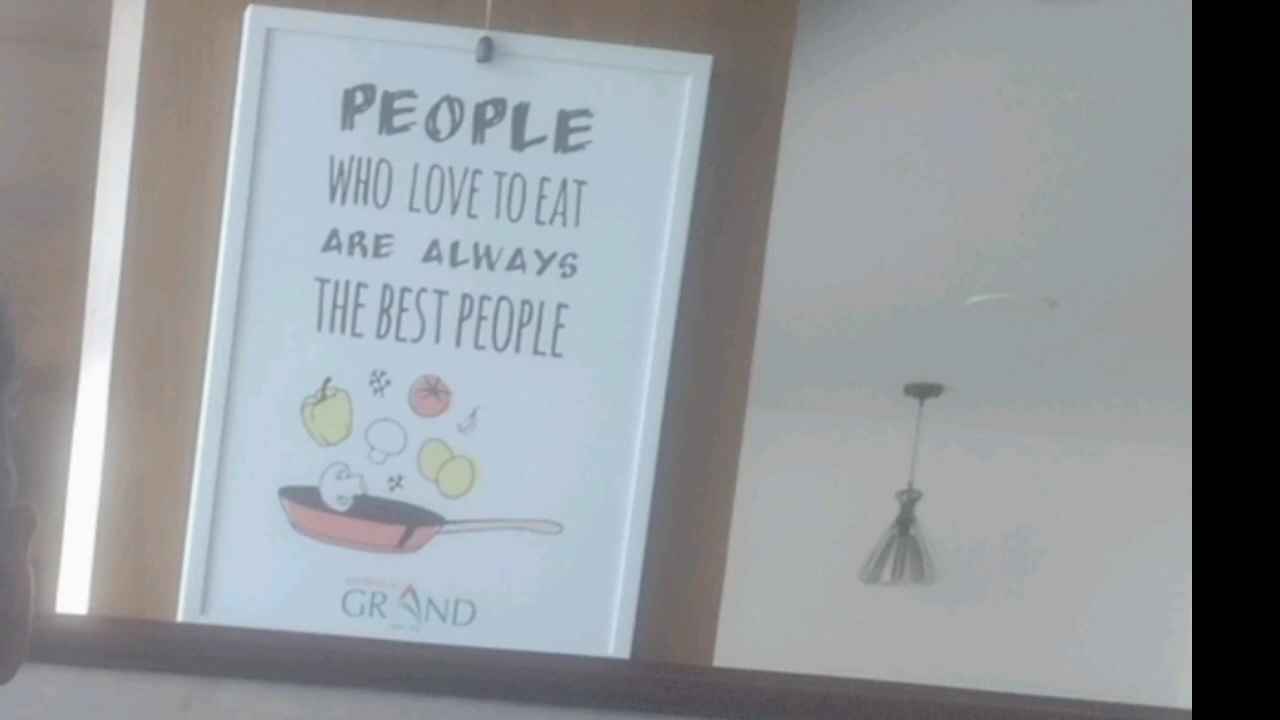 PEOPLE
WHO LOVE TO EAT
ARE ALWAYS
THE BEST PEOPLE
GRAND